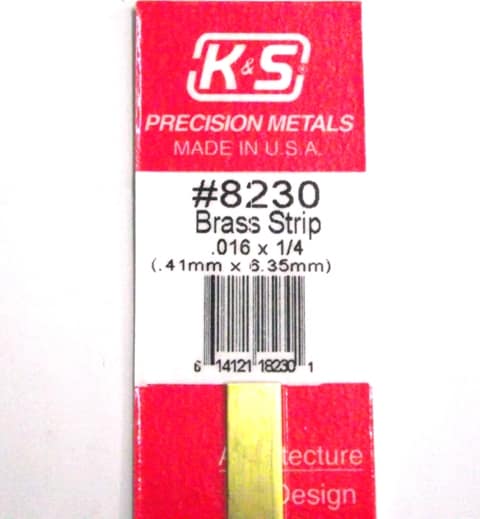 K&S®
PRECISION METALS
MADE IN U.S.A.
#8230
Brass Strip
.016 x 1/4
(.41mm x 6.35mm)
6 14121 18230 1
Design